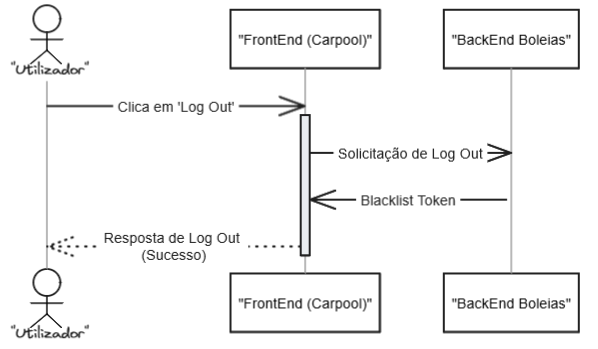 "Utilizador"
"FrontEnd (Carpool)"
"BackEnd Boleias"
Clica em 'Log Out'
Solicitação de Log Out
Blacklist Token
Resposta de Log Out
(Sucesso)
"Utilizador"
"FrontEnd (Carpool)"
"BackEnd Boleias"